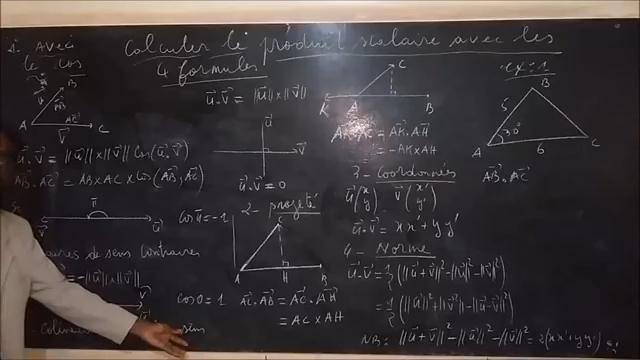 Calculer le produit scalaire avec les
4 formules
1- Avec
le cos
A
B
C
V⃗
AC⃗
u⃗.v⃗ = ||u⃗|| x ||v⃗|| Cos(u⃗.v⃗)
AB⃗.AC⃗ = AB x AC x Cos(AB⃗, AC⃗)
π
v⃗
u⃗
Cos π = -1
de sens contraires
= -||u⃗||x||v⃗||
Cos 0 = 1
sens
u⃗.v⃗ = ||u⃗|| x ||v⃗||
u⃗
v⃗
u⃗.v⃗ = 0
2- projeté
A
H
B
AC⃗.AB⃗ = AC⃗.AH⃗
= AC x AH
K
A
C
B
= AK⃗.AH⃗
= -AK x AH
3- Coordonnées
u⃗(x y) v⃗(x' y')
u⃗.v⃗ = xx' + yy'
4- Norme
u⃗.v⃗ = 1/2 (||u⃗+v⃗||² - ||u⃗||² - ||v⃗||²)
= 1/2 (||u⃗||² + ||v⃗||² - ||u⃗-v⃗||²)
NB: ||u⃗+v⃗||² - ||u⃗||² - ||v⃗||² = 2(xx'+yy')
ex: 1
B
5
30°
A
6
C
AB⃗.AC⃗